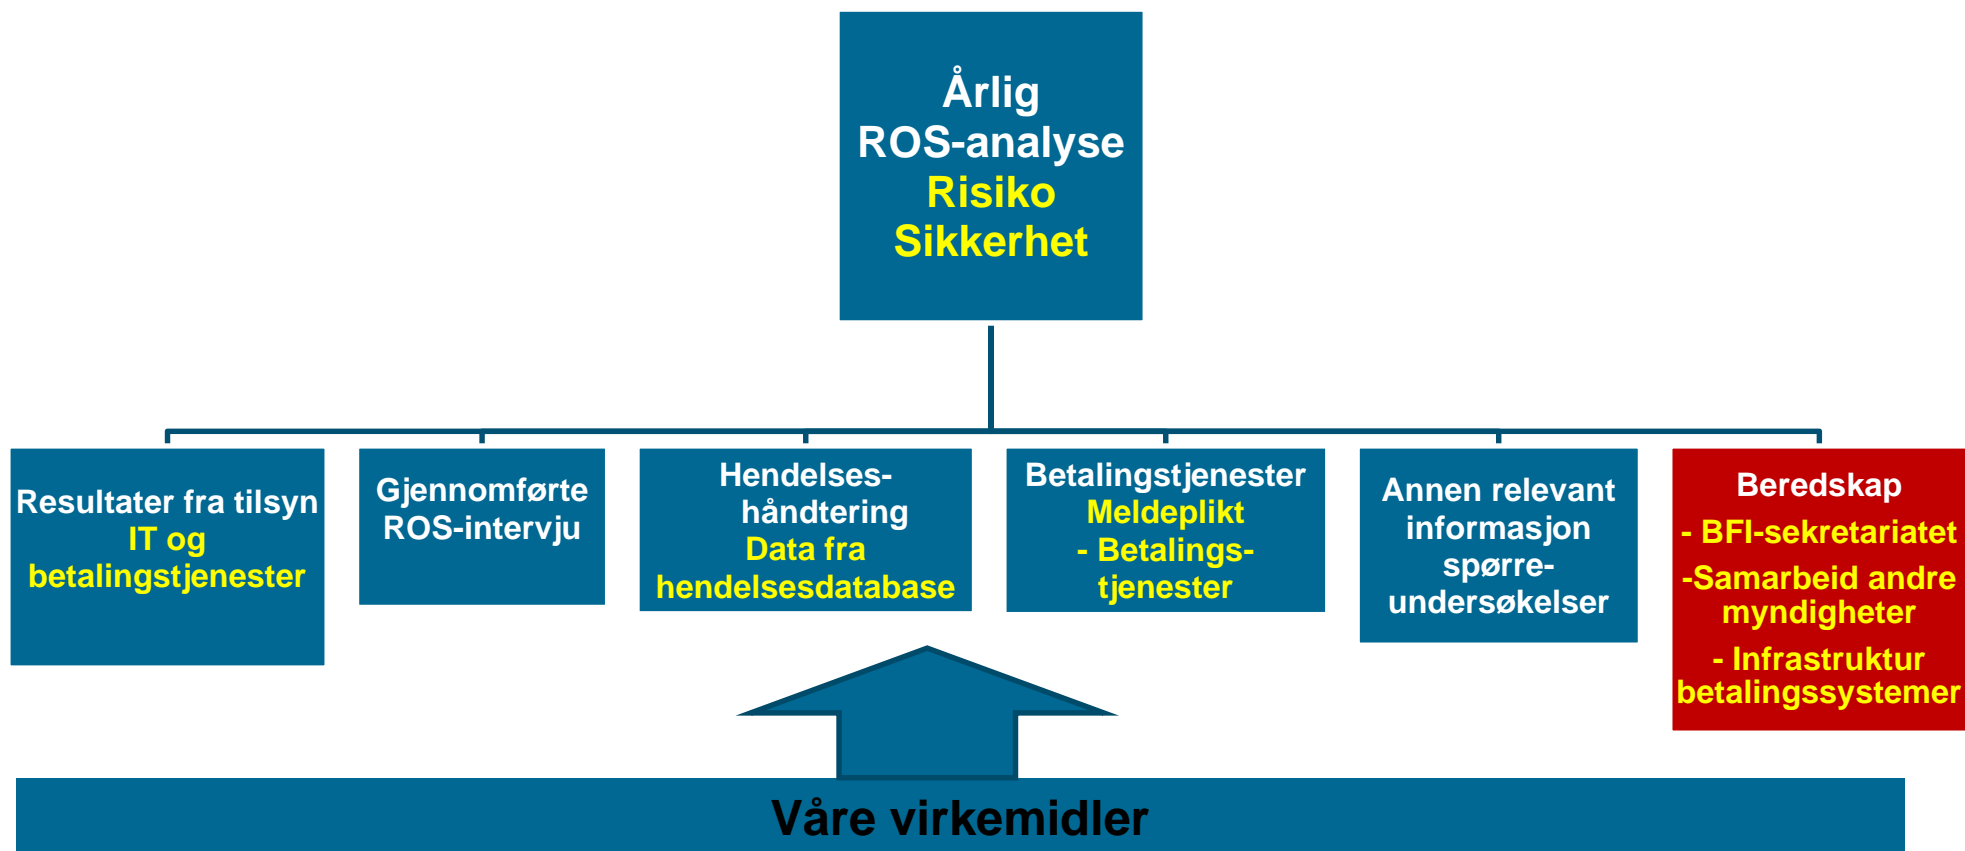 Årlig
ROS-analyse
Risiko
Sikkerhet
Resultater fra tilsyn
IT og
betalingstjenester
Gjennomførte
ROS-intervju
Hendelses-
håndtering
Data fra
hendelsesdatabase
Betalingstjenester
Meldeplikt
- Betalings-
tjenester
Annen relevant
informasjon
spørre-
undersøkelser
Beredskap
- BFI-sekretariatet
-Samarbeid andre
myndigheter
- Infrastruktur
betalingssystemer
Våre virkemidler